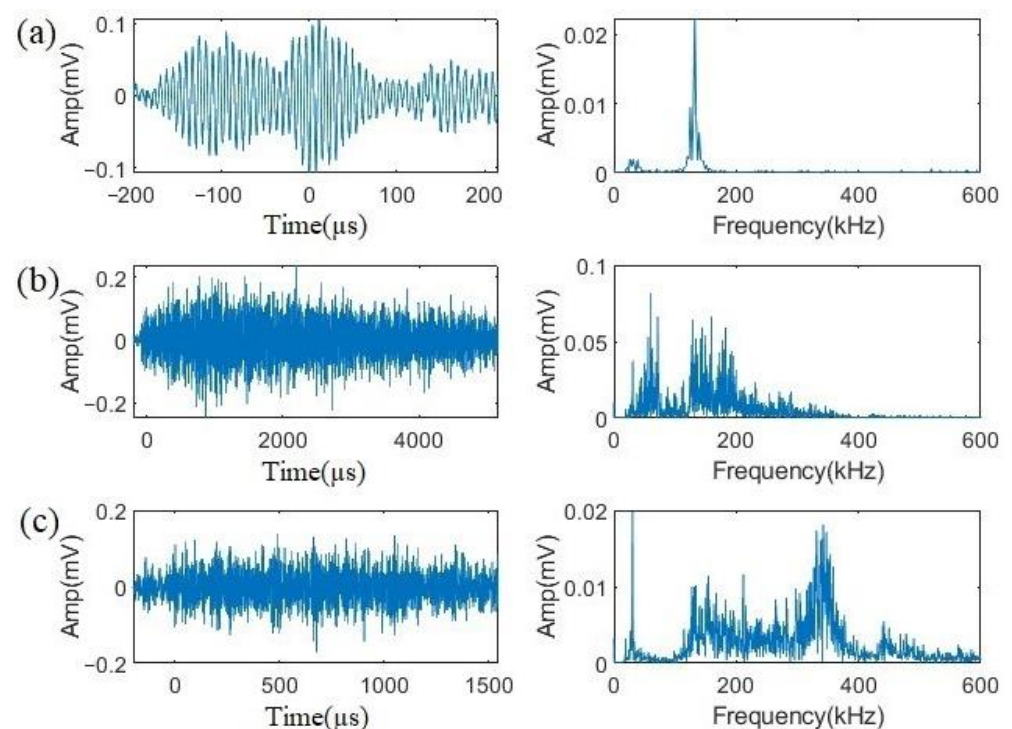 (a)
Amp(mV)
0.1
0
−0.1
−200 −100 0 100 200
Time(μs)
Amp(mV)
0.02
0.01
0
0 200 400 600
Frequency(kHz)
(b)
Amp(mV)
0.2
0
−0.2
0 2000 4000
Time(μs)
Amp(mV)
0.1
0.05
0
0 200 400 600
Frequency(kHz)
(c)
Amp(mV)
0.2
0
−0.2
0 500 1000 1500
Time(μs)
Amp(mV)
0.02
0.01
0
0 200 400 600
Frequency(kHz)